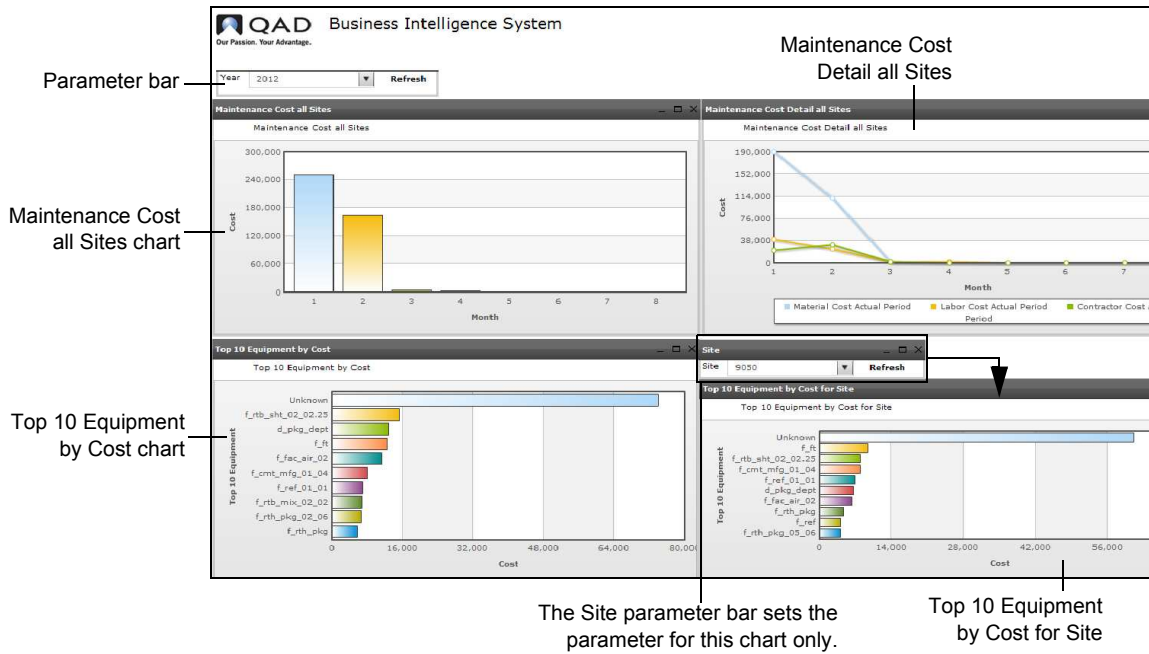 QAD
Our Passion. Your Advantage.
Business Intelligence System
Maintenance Cost
Detail all Sites
Parameter bar
Year 2012 Refresh
Maintenance Cost all Sites
Maintenance Cost all Sites
300,000
240,000
180,000
120,000
60,000
0
Cost
1 2 3 4 5 6 7 8
Month
Maintenance Cost
all Sites chart
Maintenance Cost Detail all Sites
Maintenance Cost Detail all Sites
190,000
152,000
114,000
76,000
38,000
0
Cost
1 2 3 4 5 6 7
Month
Material Cost Actual Period Labor Cost Actual Period Contractor Cost
Period
Top 10 Equipment by Cost
Top 10 Equipment by Cost
Unknown
f_rtb_sht_02_02.25
d_pkg_dept
f_ft
f_fac_air_02
f_cmt_mfg_01_04
f_ref_01_01
f_rtb_mix_02_02
f_rth_pkg_02_06
f_rth_pkg
Top 10 Equipment
0 16,000 32,000 48,000 64,000 80,000
Cost
Top 10 Equipment
by Cost chart
Site
Site 9050 Refresh
Top 10 Equipment by Cost for Site
Top 10 Equipment by Cost for Site
Unknown
f_ft
f_rtb_sht_02_02.25
f_cmt_mfg_01_04
f_ref_01_01
d_pkg_dept
f_fac_air_02
f_rth_pkg
f_ref
f_rth_pkg_05_06
Top 10 Equipment
0 14,000 28,000 42,000 56,000
Cost
The Site parameter bar sets the
parameter for this chart only.
Top 10 Equipment
by Cost for Site